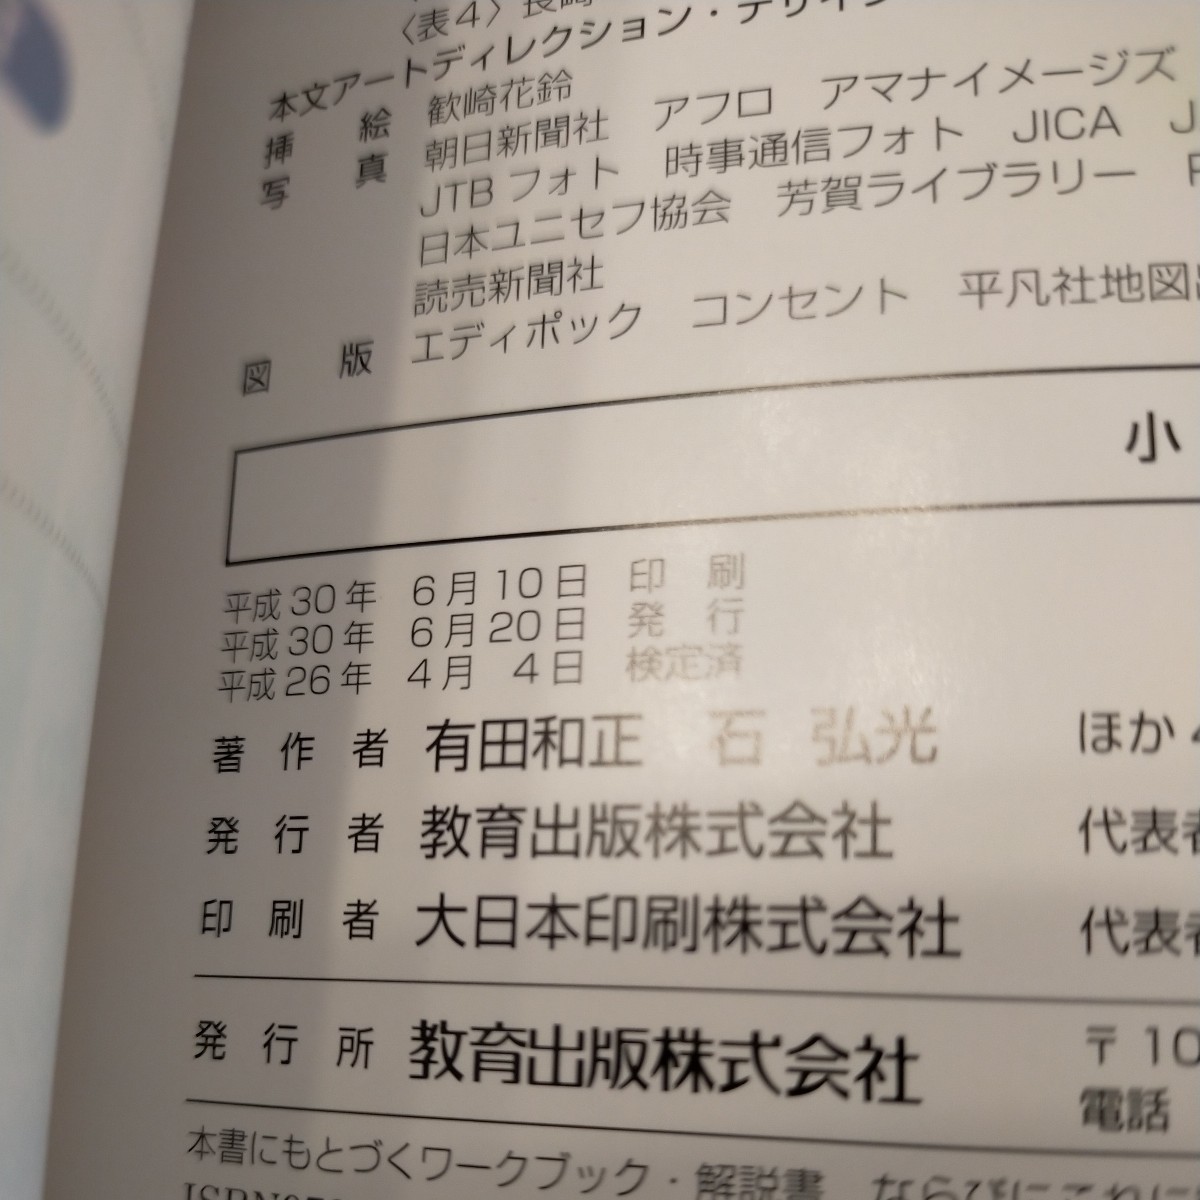 〈表4〉長崎
本文アートディレクション・デザイン
挿絵 歓崎花鈴
写真 朝日新聞社 アフロ アマナイメージズ
JTBフォト 時事通信フォト JICA J
日本ユニセフ協会 芳賀ライブラリー
読売新聞社
図版 エディポック コンセント 平凡社地図出
小
平成30年 6月10日 印刷
平成30年 6月20日 発行
平成26年 4月 4日 検定済
著作者 有田和正 石 弘光 ほか4
発行者 教育出版株式会社 代表者
印刷者 大日本印刷株式会社 代表者
発行所 教育出版株式会社 〒10
電話
本書にもとづくワークブック・解説書 ならびにこれに
ISBN978